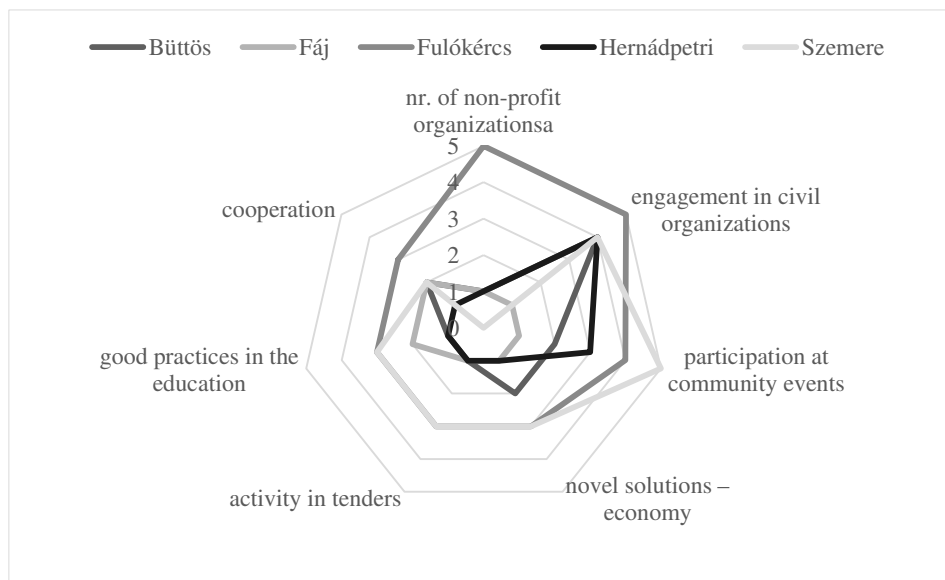 Büttös Fáj Fulókércs Hernádpetri Szemere
nr. of non-profit
organizationsa
5
4
3
2
1
0
engagement in civil
organizations
participation at
community events
novel solutions –
economy
activity in tenders
good practices in the
education
cooperation